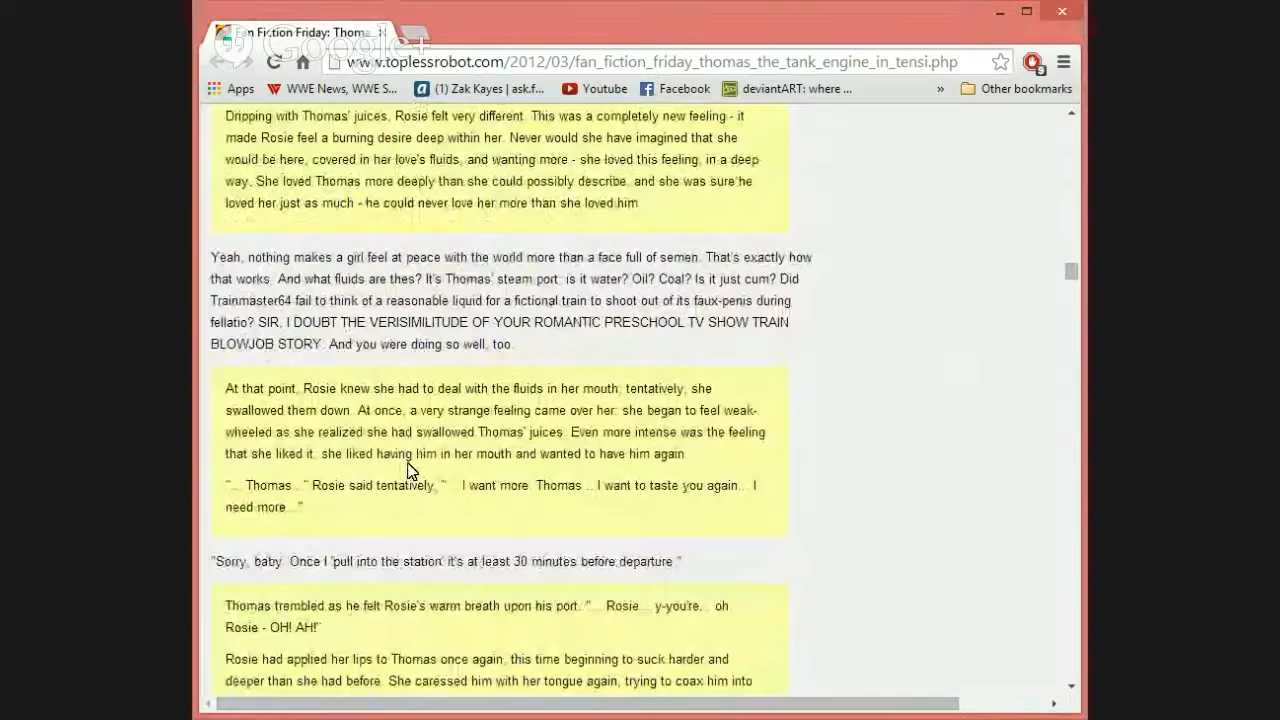 Fan Fiction Friday: Thoma
Google+
www.toplessrobot.com/2012/03/fan_fiction_friday_thomas_the_tank_engine_in_tensi.php
9
Apps WWE News, WWE S... (1) Zak Kayes | ask.f... Youtube Facebook deviantART: where ... » Other bookmarks
Dripping with Thomas' juices, Rosie felt very different. This was a completely new feeling - it
made Rosie feel a burning desire deep within her. Never would she have imagined that she
would be here, covered in her love's fluids, and wanting more - she loved this feeling, in a deep
way. She loved Thomas more deeply than she could possibly describe, and she was sure he
loved her just as much - he could never love her more than she loved him
Yeah, nothing makes a girl feel at peace with the world more than a face full of semen. That's exactly how
that works. And what fluids are thes? It's Thomas' steam port: is it water? Oil? Coal? Is it just cum? Did
Trainmaster64 fail to think of a reasonable liquid for a fictional train to shoot out of its faux-penis during
fellatio? SIR, I DOUBT THE VERISIMILITUDE OF YOUR ROMANTIC PRESCHOOL TV SHOW TRAIN
BLOWJOB STORY. And you were doing so well, too.
At that point, Rosie knew she had to deal with the fluids in her mouth; tentatively, she
swallowed them down. At once, a very strange feeling came over her: she began to feel weak-
wheeled as she realized she had swallowed Thomas' juices. Even more intense was the feeling
that she liked it: she liked having him in her mouth and wanted to have him again.
"... Thomas..." Rosie said tentatively, "... I want more. Thomas... I want to taste you again... I
need more..."
"Sorry, baby. Once I 'pull into the station' it's at least 30 minutes before departure."
Thomas trembled as he felt Rosie's warm breath upon his port. "... Rosie... y-you're... oh
Rosie - OH! AH!"
Rosie had applied her lips to Thomas once again, this time beginning to suck harder and
deeper than she had before. She caressed him with her tongue again, trying to coax him into